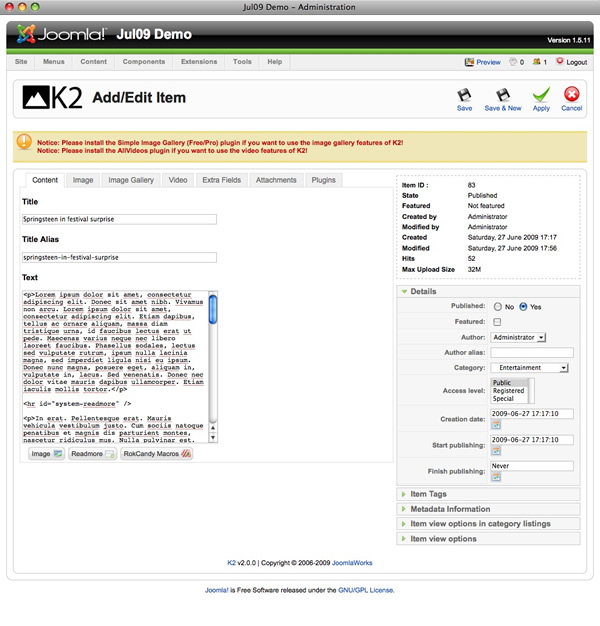 Jul09 Demo - Administration
Joomla! Jul09 Demo
Version 1.5.11
Site Menus Content Components Extensions Tools Help Preview 0 1 Logout
K2 Add/Edit Item Save Save & New Apply Cancel
Notice: Please install the Simple Image Gallery (Free/Pro) plugin if you want to use the image gallery features of K2!
Notice: Please install the AllVideos plugin if you want to use the video features of K2!
Content Image Image Gallery Video Extra Fields Attachments Plugins
Title
Springsteen in festival surprise
Title Alias
springsteen-in-festival-surprise
Text
<p>Lorem ipsum dolor sit amet, consectetur
adipiscing elit. Donec sit amet nibh. Vivamus
non arcu. Lorem ipsum dolor sit amet,
consectetur adipiscing elit. Etiam dapibus,
tellus ac ornare aliquam, massa diam
tristique urna, id faucibus lectus erat ut
pede. Maecenas varius neque nec libero
laoreet faucibus. Phasellus sodales, lectus
sed vulputate rutrum, ipsum nulla lacinia
magna, sed imperdiet ligula nisi eu ipsum.
Donec nunc magna, posuere eget, aliquam in,
vulputate in, lacus. Sed venenatis. Donec nec
dolor vitae mauris dapibus ullamcorper. Etiam
iaculis mollis tortor.</p>
<hr id="system-readmore" />
<p>In erat. Pellentesque erat. Mauris
vehicula vestibulum justo. Cum sociis natoque
penatibus et magnis dis parturient montes,
nascetur ridiculus mus. Nulla pulvinar est.
Image Readmore RokCandy Macros
Item ID : 83
State Published
Featured Not featured
Created by Administrator
Modified by Administrator
Created Saturday, 27 June 2009 17:17
Modified Saturday, 27 June 2009 17:56
Hits 52
Max Upload Size 32M
Details
Published: No Yes
Featured:
Author: Administrator
Author alias:
Category: Entertainment
Access level: Public
Registered
Special
Creation date: 2009-06-27 17:17:10
Start publishing: 2009-06-27 17:17:10
Finish publishing: Never
Item Tags
Metadata Information
Item view options in category listings
Item view options
K2 v2.0.0 | Copyright © 2006-2009 JoomlaWorks
Joomla! is Free Software released under the GNU/GPL License.